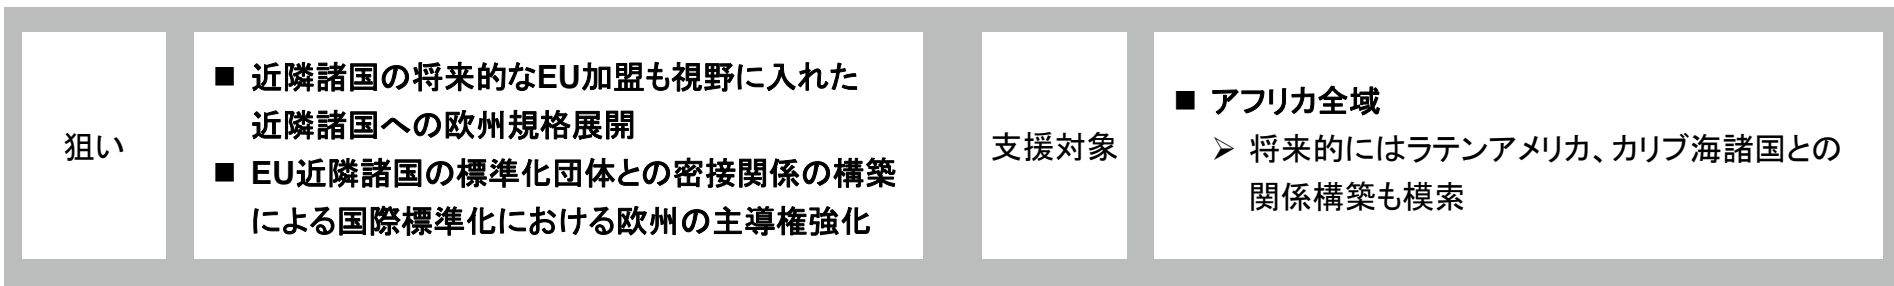 狙い
■ 近隣諸国の将来的なEU加盟も視野に入れた
近隣諸国への欧州規格展開
■ EU近隣諸国の標準化団体との密接関係の構築
による国際標準化における欧州の主導権強化
支援対象
■ アフリカ全域
➢ 将来的にはラテンアメリカ、カリブ海諸国との
関係構築も模索